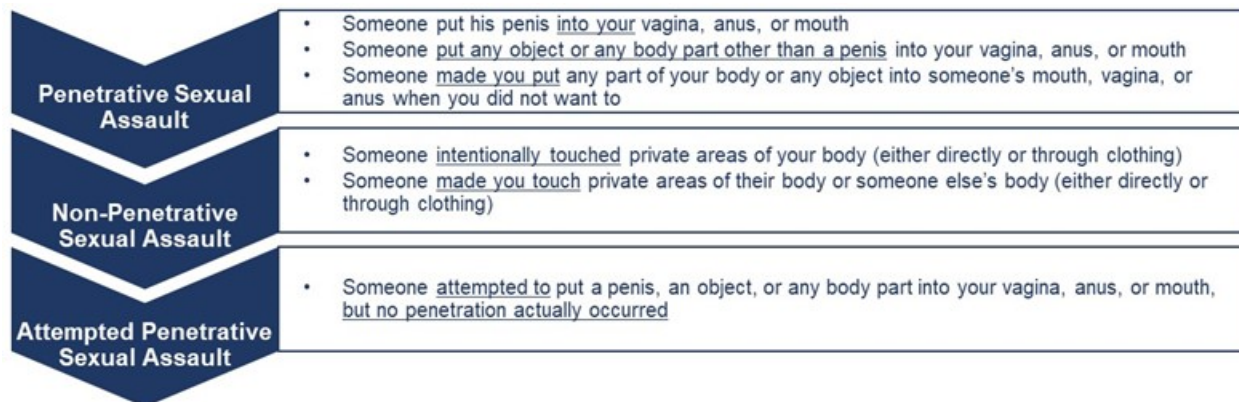 Penetrative Sexual
Assault
• Someone put his penis into your vagina, anus, or mouth
• Someone put any object or any body part other than a penis into your vagina, anus, or mouth
• Someone made you put any part of your body or any object into someone's mouth, vagina, or
anus when you did not want to
Non-Penetrative
Sexual Assault
• Someone intentionally touched private areas of your body (either directly or through clothing)
• Someone made you touch private areas of their body or someone else's body (either directly or
through clothing)
Attempted Penetrative
Sexual Assault
• Someone attempted to put a penis, an object, or any body part into your vagina, anus, or mouth,
but no penetration actually occurred